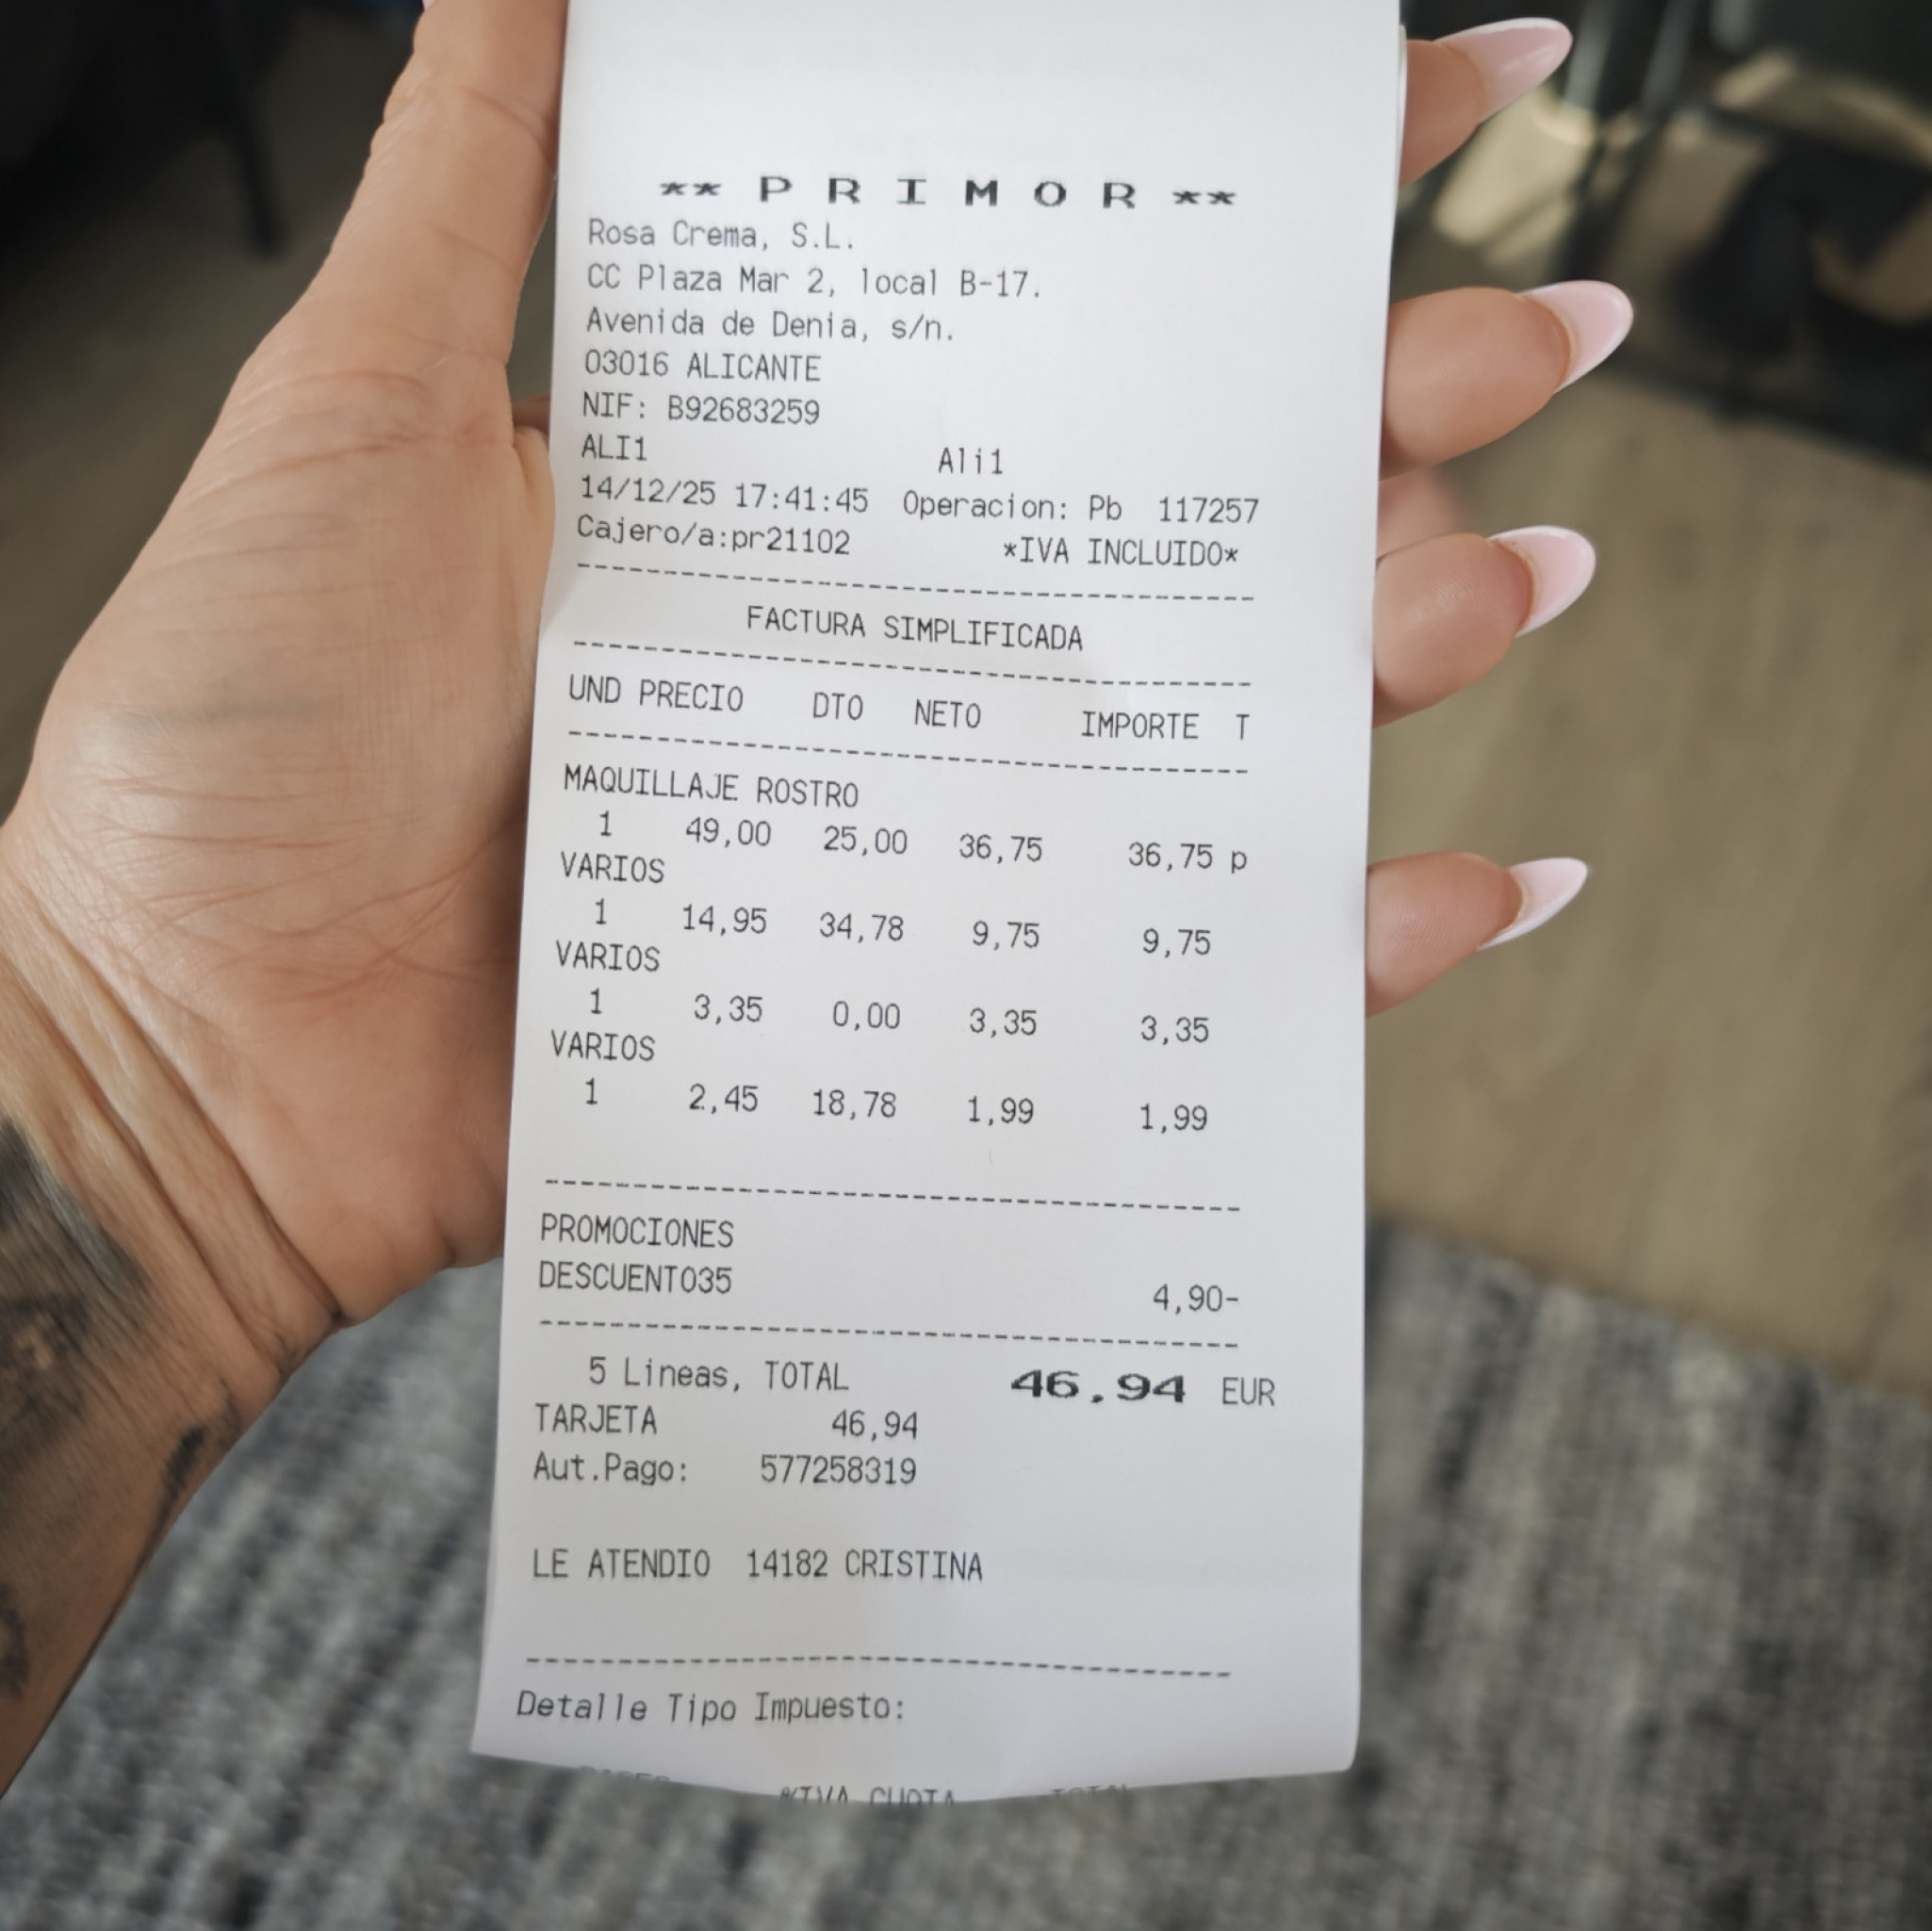 ** P R I M O R **
Rosa Crema, S.L.
CC Plaza Mar 2, local B-17.
Avenida de Denia, s/n.
03016 ALICANTE
NIF: B92683259
ALI1 Ali1
14/12/25 17:41:45 Operacion: Pb 117257
Cajero/a:pr21102 *IVA INCLUIDO*
FACTURA SIMPLIFICADA
UND PRECIO DTO NETO IMPORTE T
MAQUILLAJE ROSTRO
1 49,00 25,00 36,75 36,75 p
VARIOS
1 14,95 34,78 9,75 9,75
VARIOS
1 3,35 0,00 3,35 3,35
VARIOS
1 2,45 18,78 1,99 1,99
PROMOCIONES
DESCUENTO35 4,90-
5 Lineas, TOTAL 46.94 EUR
TARJETA 46,94
Aut.Pago: 577258319
LE ATENDIO 14182 CRISTINA
Detalle Tipo Impuesto:
%IVA CUOTA TOTAL